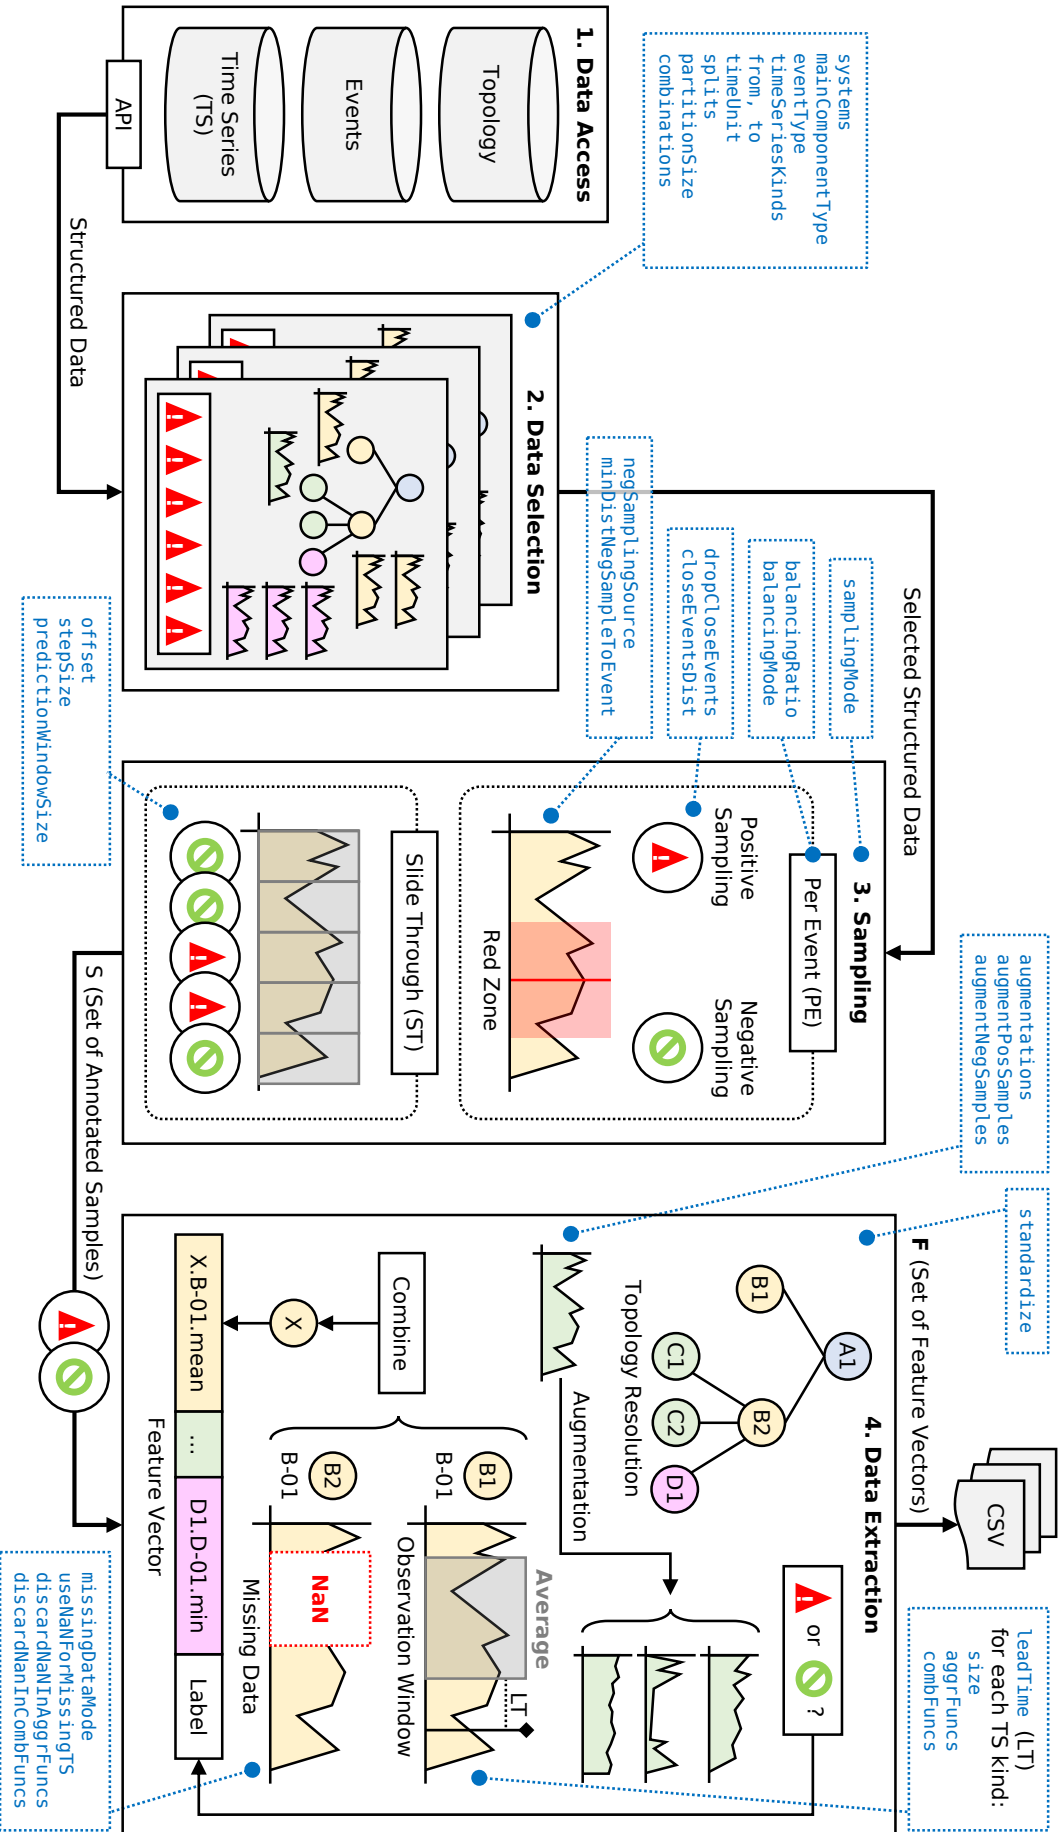 1. Data Access
Topology
Events
Time Series
(TS)
API
Structured Data
systems
mainComponentType
eventType
timeSeriesKinds
from, to
timeUnit
splits
partitionSize
combinations
2. Data Selection
Selected Structured Data
samplingMode
balancingRatio
balancingMode
dropCloseEvents
closeEventsDist
negSamplingSource
minDistNegSampleToEvent
offset
stepSize
predictionWindowSize
3. Sampling
Per Event (PE)
Positive
Sampling
Negative
Sampling
Red Zone
Slide Through (ST)
S (Set of Annotated Samples)
augmentations
augmentPosSamples
augmentNegSamples
standardize
F (Set of Feature Vectors)
CSV
4. Data Extraction
A1
B1
B2
C1
C2
D1
Topology Resolution
Augmentation
or
?
leadTime (LT)
for each TS kind:
size
aggrFuncs
combFuncs
Combine
X
B1
B-01
Average
LT
Observation Window
B2
B-01
NaN
Missing Data
X.B-01.mean
...
D1.D-01.min
Label
Feature Vector
missingDataMode
useNaNForMissingTS
discardNaNInAggrFuncs
discardNanInCombFuncs